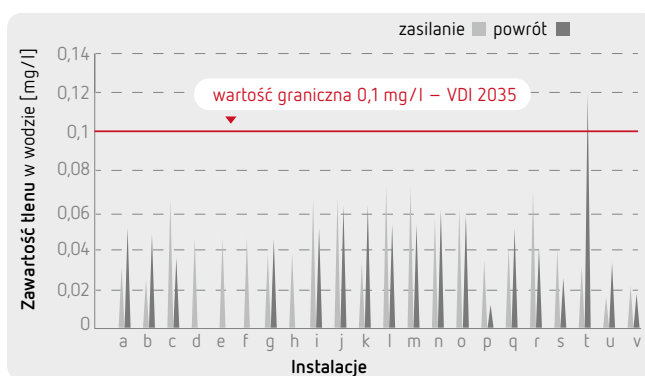 zasilanie powrót
Zawartość tlenu w wodzie [mg/l]
0,14
0,12
wartość graniczna 0,1 mg/l – VDI 2035
0,1
0,08
0,06
0,04
0,02
0
a b c d e f g h i j k l m n o p q r s t u v
Instalacje